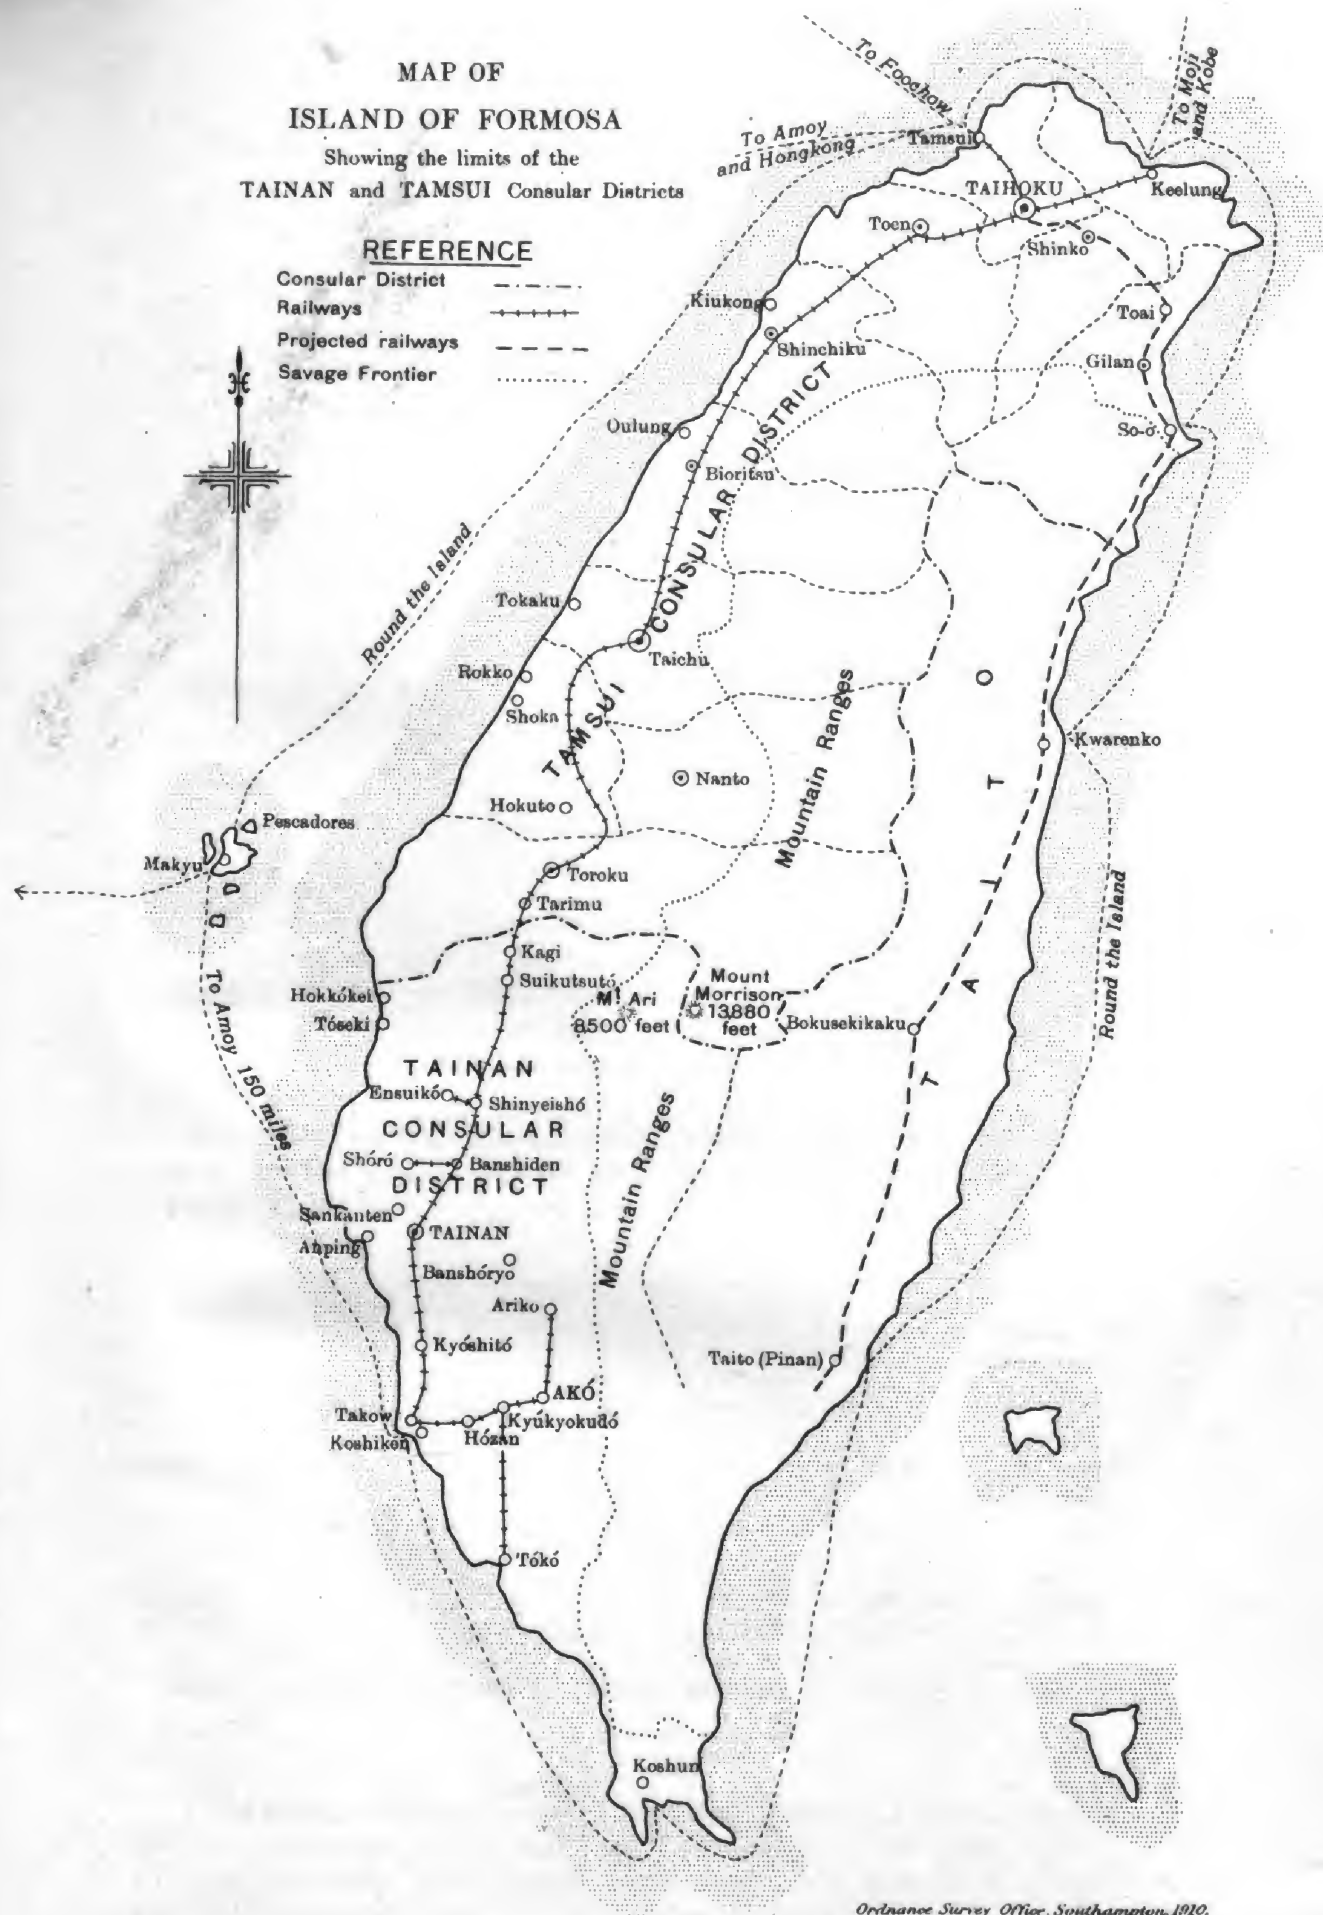 MAP OF
ISLAND OF FORMOSA
Showing the limits of the
TAINAN and TAMSUI Consular Districts
REFERENCE
Consular District
Railways
Projected railways
Savage Frontier
To Foochow
To Moji
and Kobe
To Amoy
and Hongkong
Tamsui
TAIHOKU
Keelung
Toen
Shinko
Kiukong
Toai
Shinchiku
Gilan
Oulung
So-o
Bioritsu
TAMSUI CONSULAR DISTRICT
Round the Island
Tokaku
Taichu
Rokko
Shoka
Mountain Ranges
Kwarenko
Nanto
Hokuto
Pescadores
Makyu
Toroku
Tarimu
TAITO
Round the Island
Kagi
Suikutsutó
Hokkókei
Tóseki
Mt. Ari
8500 feet
Mount
Morrison
13,880
feet
Bokusekikaku
To Amoy 150 miles
TAINAN
Ensuikó
Shinyeishó
CONSULAR
Shóró
Banshiden
DISTRICT
Sankanten
TAINAN
Anping
Banshóryo
Mountain Ranges
Ariko
Kyóshitó
Taito (Pinan)
AKÓ
Takow
Kyúkyokudó
Koshiken
Hózan
Tókó
Koshun
Ordnance Survey Office, Southampton, 1910.